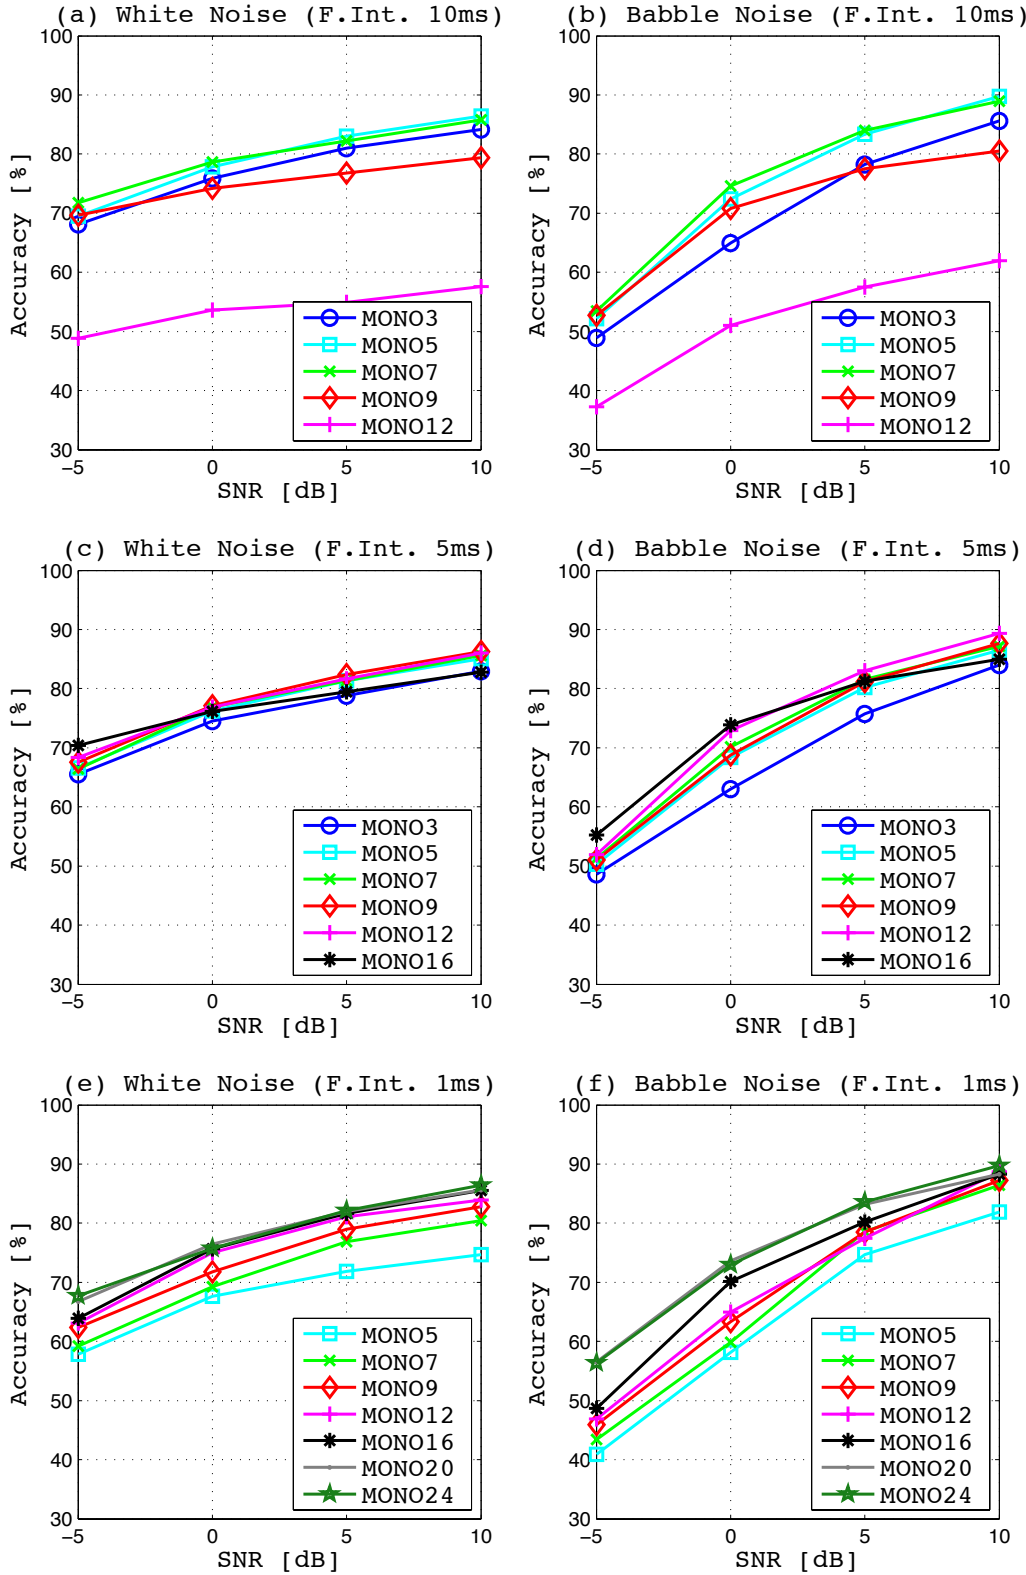 (a) White Noise (F.Int. 10ms)
100
90
80
70
60
50
40
30
Accuracy [%]
−5 0 5 10
SNR [dB]
MONO3
MONO5
MONO7
MONO9
MONO12
(b) Babble Noise (F.Int. 10ms)
100
90
80
70
60
50
40
30
Accuracy [%]
−5 0 5 10
SNR [dB]
MONO3
MONO5
MONO7
MONO9
MONO12
(c) White Noise (F.Int. 5ms)
100
90
80
70
60
50
40
30
Accuracy [%]
−5 0 5 10
SNR [dB]
MONO3
MONO5
MONO7
MONO9
MONO12
MONO16
(d) Babble Noise (F.Int. 5ms)
100
90
80
70
60
50
40
30
Accuracy [%]
−5 0 5 10
SNR [dB]
MONO3
MONO5
MONO7
MONO9
MONO12
MONO16
(e) White Noise (F.Int. 1ms)
100
90
80
70
60
50
40
30
Accuracy [%]
−5 0 5 10
SNR [dB]
MONO5
MONO7
MONO9
MONO12
MONO16
MONO20
MONO24
(f) Babble Noise (F.Int. 1ms)
100
90
80
70
60
50
40
30
Accuracy [%]
−5 0 5 10
SNR [dB]
MONO5
MONO7
MONO9
MONO12
MONO16
MONO20
MONO24